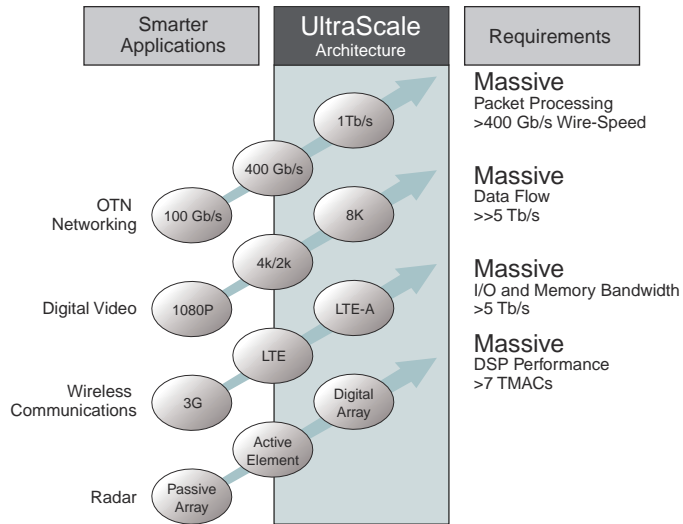 Smarter
Applications
UltraScale
Architecture
Requirements
Massive
Packet Processing
>400 Gb/s Wire-Speed
1Tb/s
400 Gb/s
100 Gb/s
OTN
Networking
Massive
Data Flow
>>5 Tb/s
8K
4k/2k
1080P
Digital Video
Massive
I/O and Memory Bandwidth
>5 Tb/s
LTE-A
LTE
3G
Wireless
Communications
Massive
DSP Performance
>7 TMACs
Digital
Array
Active
Element
Passive
Array
Radar